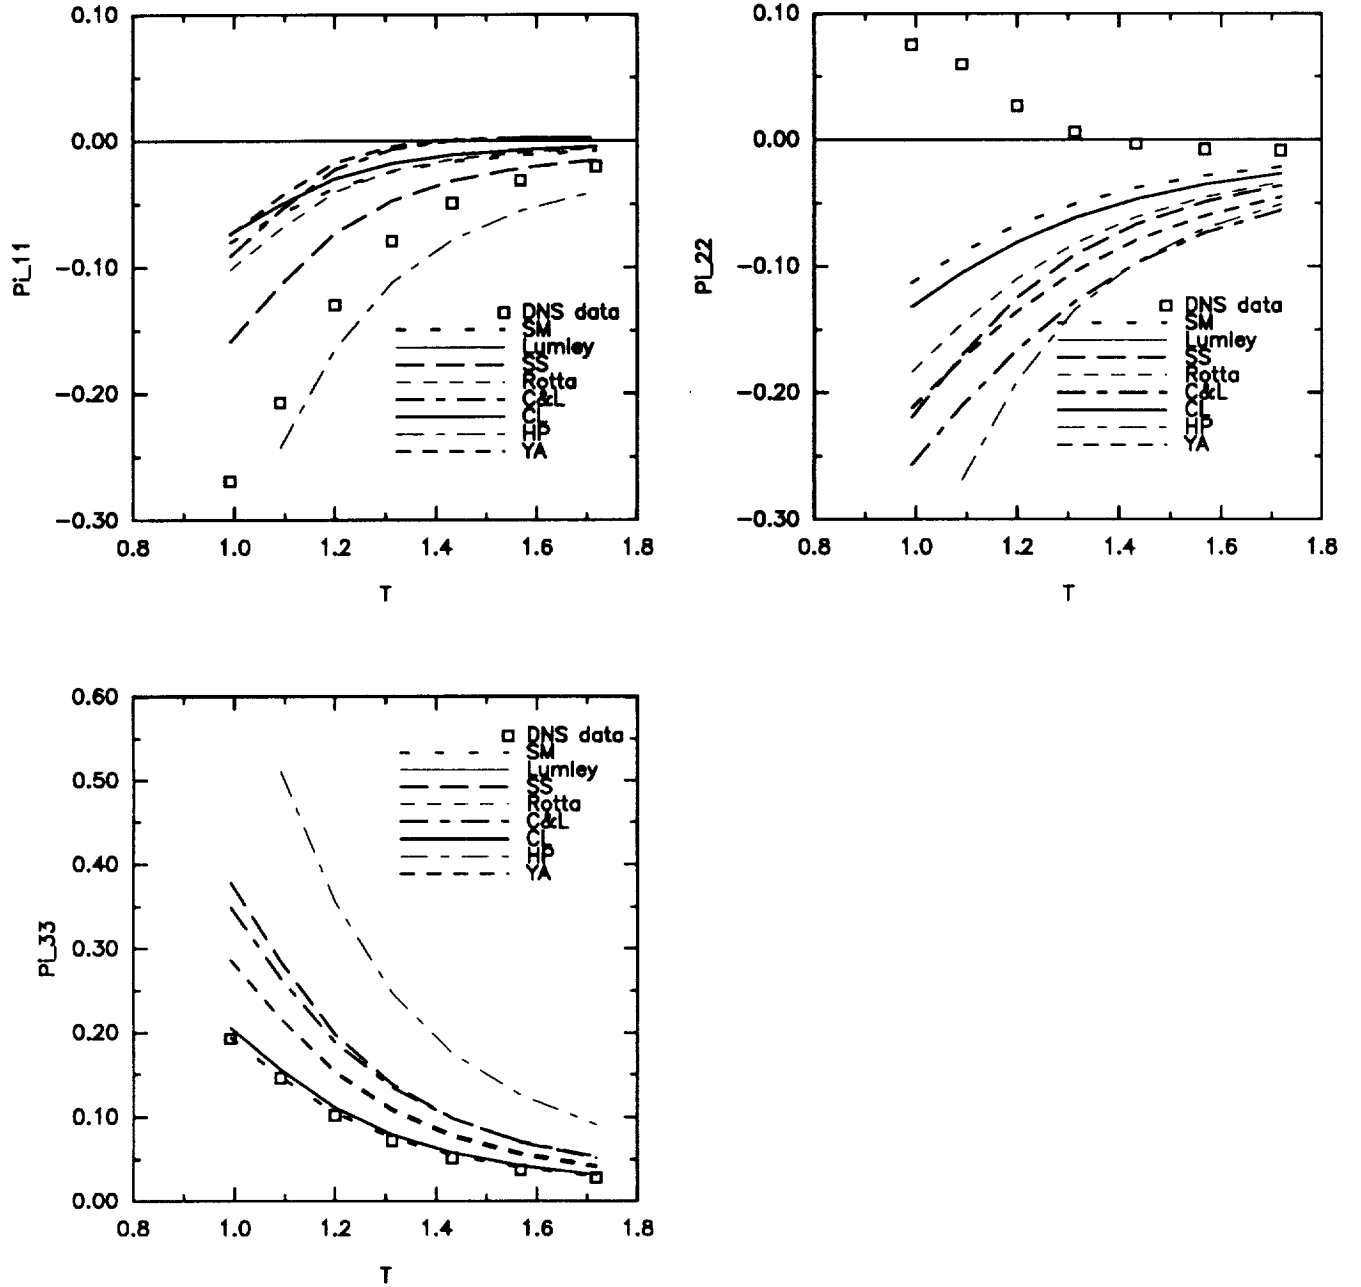 0.10
0.00
−0.10
−0.20
−0.30
Pi_11
0.8 1.0 1.2 1.4 1.6 1.8
T
DNS data
SM
Lumley
SS
Rotta
C&L
CL
HP
YA
0.10
0.00
−0.10
−0.20
−0.30
Pi_22
0.8 1.0 1.2 1.4 1.6 1.8
T
DNS data
SM
Lumley
SS
Rotta
C&L
CL
HP
YA
0.60
0.50
0.40
0.30
0.20
0.10
0.00
Pi_33
0.8 1.0 1.2 1.4 1.6 1.8
T
DNS data
SM
Lumley
SS
Rotta
C&L
CL
HP
YA